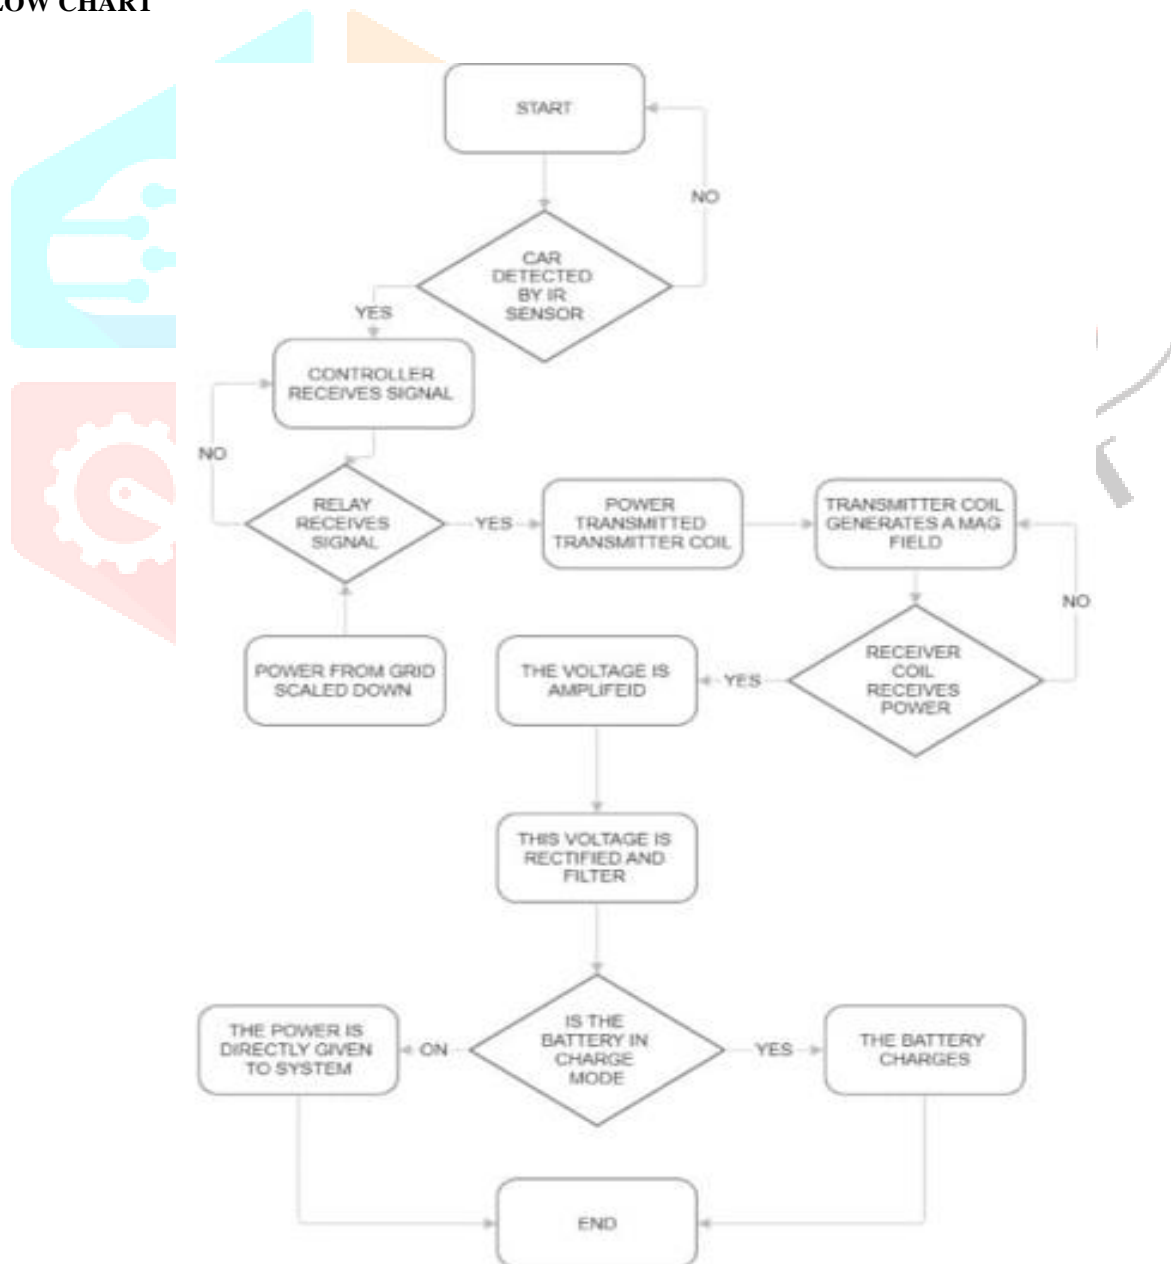 LOW CHART
START
NO
CAR
DETECTED
BY IR
SENSOR
YES
CONTROLLER
RECEIVES SIGNAL
NO
RELAY
RECEIVES
SIGNAL
YES
POWER
TRANSMITTED
TRANSMITTER COIL
TRANSMITTER COIL
GENERATES A MAG
FIELD
NO
POWER FROM GRID
SCALED DOWN
THE VOLTAGE IS
AMPLIFEID
YES
RECEIVER
COIL
RECEIVES
POWER
THIS VOLTAGE IS
RECTIFIED AND
FILTER
THE POWER IS
DIRECTLY GIVEN
TO SYSTEM
ON
IS THE
BATTERY IN
CHARGE
MODE
YES
THE BATTERY
CHARGES
END